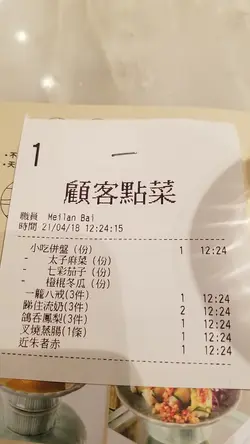 1
顧客點菜
職員 Meilan Bai
時間 21/04/18 12:24:15
小吃併盤 (份) 1 12:24
- 太子麻菜 (份)
- 七彩茄子 (份)
- 橙棍冬瓜 (份)
一籠八戒(3件) 1 12:24
睇住流奶(3件) 2 12:24
鴿吞鳳梨(3件) 1 12:24
叉燒蒸腸(1條) 1 12:24
近朱者赤 1 12:24